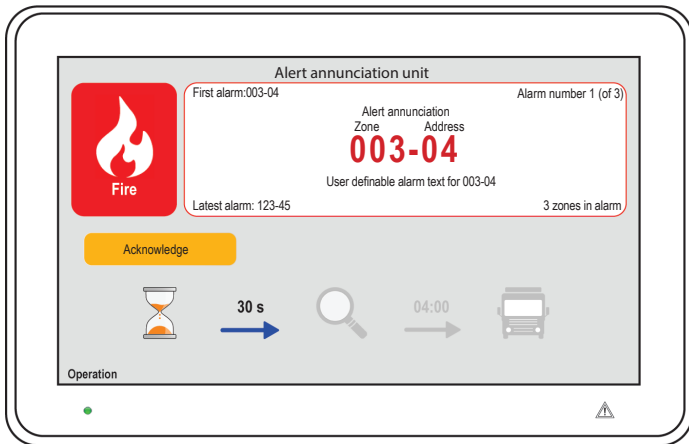 Alert annunciation unit
First alarm:003-04
Alarm number 1 (of 3)
Alert annunciation
Zone Address
003-04
User definable alarm text for 003-04
Latest alarm: 123-45
3 zones in alarm
Fire
Acknowledge
30 s
04:00
Operation